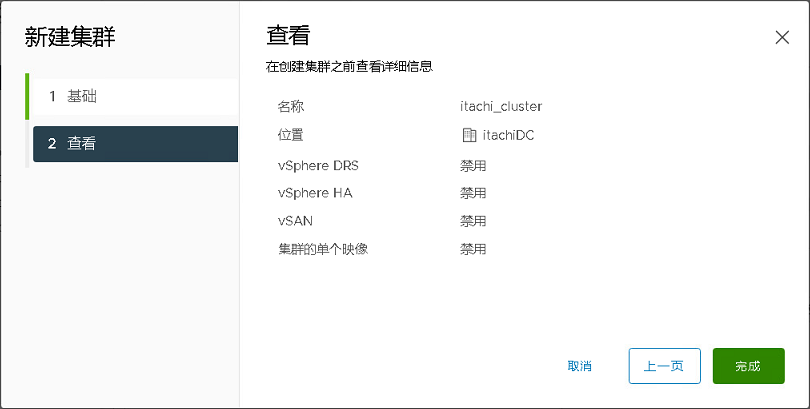 新建集群
1 基础
2 查看
查看
在创建集群之前查看详细信息
名称 itachi_cluster
位置 itachiDC
vSphere DRS 禁用
vSphere HA 禁用
vSAN 禁用
集群的单个映像 禁用
取消 上一页 完成